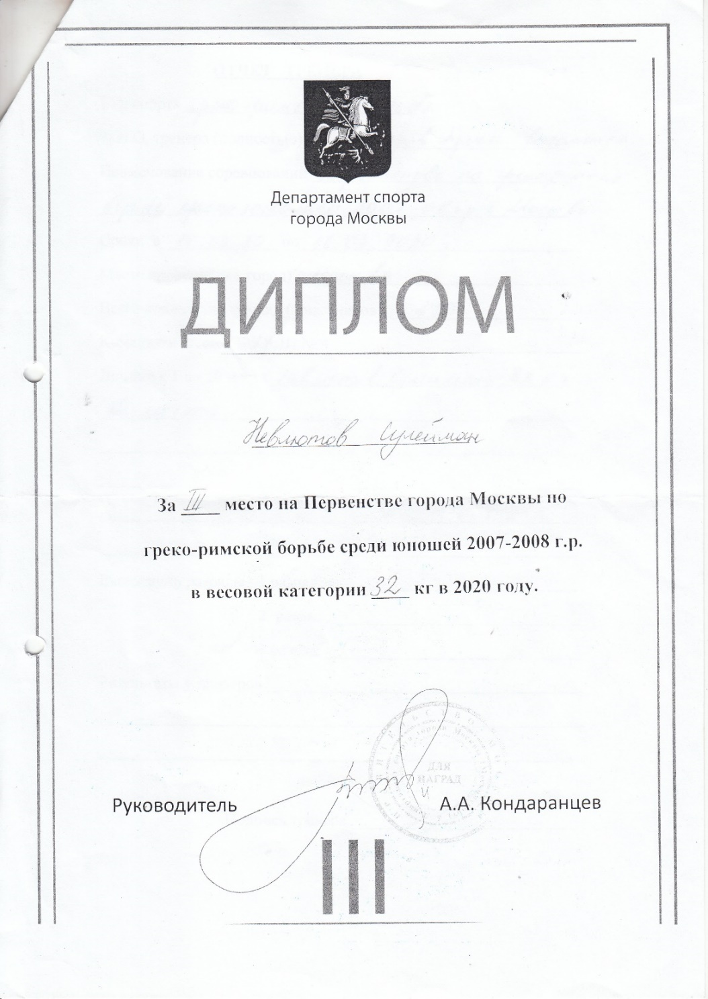 Департамент спорта
города Москвы
ДИПЛОМ
Невлютов Сулейман
За III место на Первенстве города Москвы по
греко-римской борьбе среди юношей 2007-2008 г.р.
в весовой категории 32 кг в 2020 году.
ДЛЯ
НАГРАД
Руководитель А.А. Кондаранцев
III